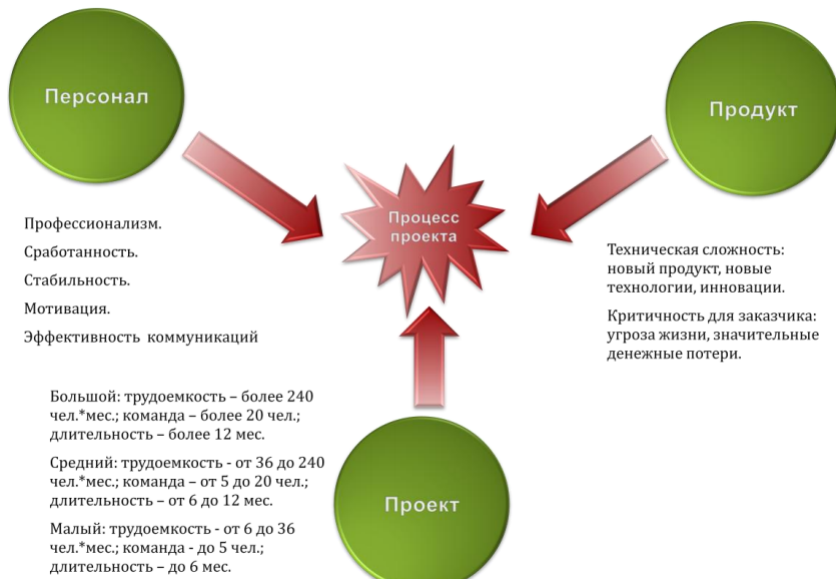 Персонал
Продукт
Процесс
проекта
Профессионализм.
Сработанность.
Стабильность.
Мотивация.
Эффективность коммуникаций
Техническая сложность:
новый продукт, новые
технологии, инновации.
Критичность для заказчика:
угроза жизни, значительные
денежные потери.
Большой: трудоемкость – более 240
чел.*мес.; команда – более 20 чел.;
длительность – более 12 мес.
Средний: трудоемкость - от 36 до 240
чел.*мес.; команда – от 5 до 20 чел.;
длительность – от 6 до 12 мес.
Малый: трудоемкость - от 6 до 36
чел.*мес.; команда - до 5 чел.;
длительность – до 6 мес.
Проект